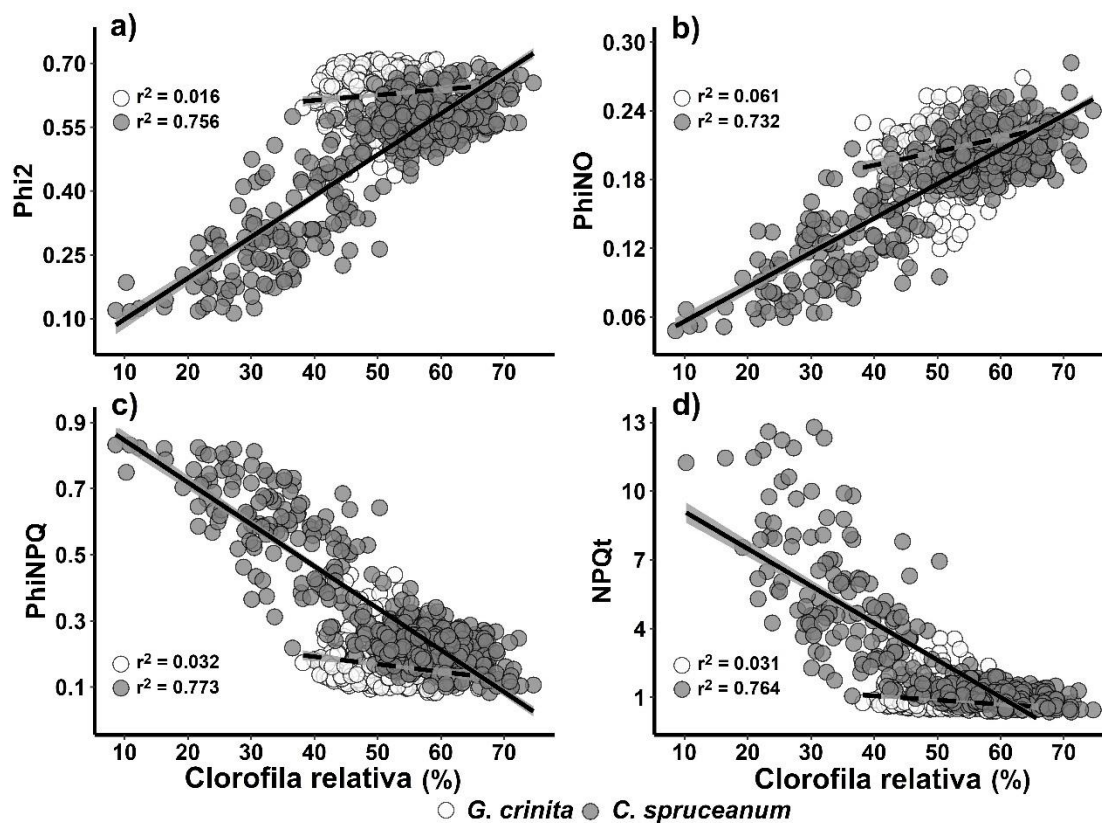 a)
Phi2
0.70
0.55
0.40
0.25
0.10
r² = 0.016
r² = 0.756
10 20 30 40 50 60 70
b)
PhiNO
0.30
0.24
0.18
0.12
0.06
r² = 0.061
r² = 0.732
10 20 30 40 50 60 70
c)
PhiNPQ
0.9
0.7
0.5
0.3
0.1
r² = 0.032
r² = 0.773
10 20 30 40 50 60 70
Clorofila relativa (%)
d)
NPQt
13
10
7
4
1
r² = 0.031
r² = 0.764
10 20 30 40 50 60 70
Clorofila relativa (%)
G. crinita C. spruceanum